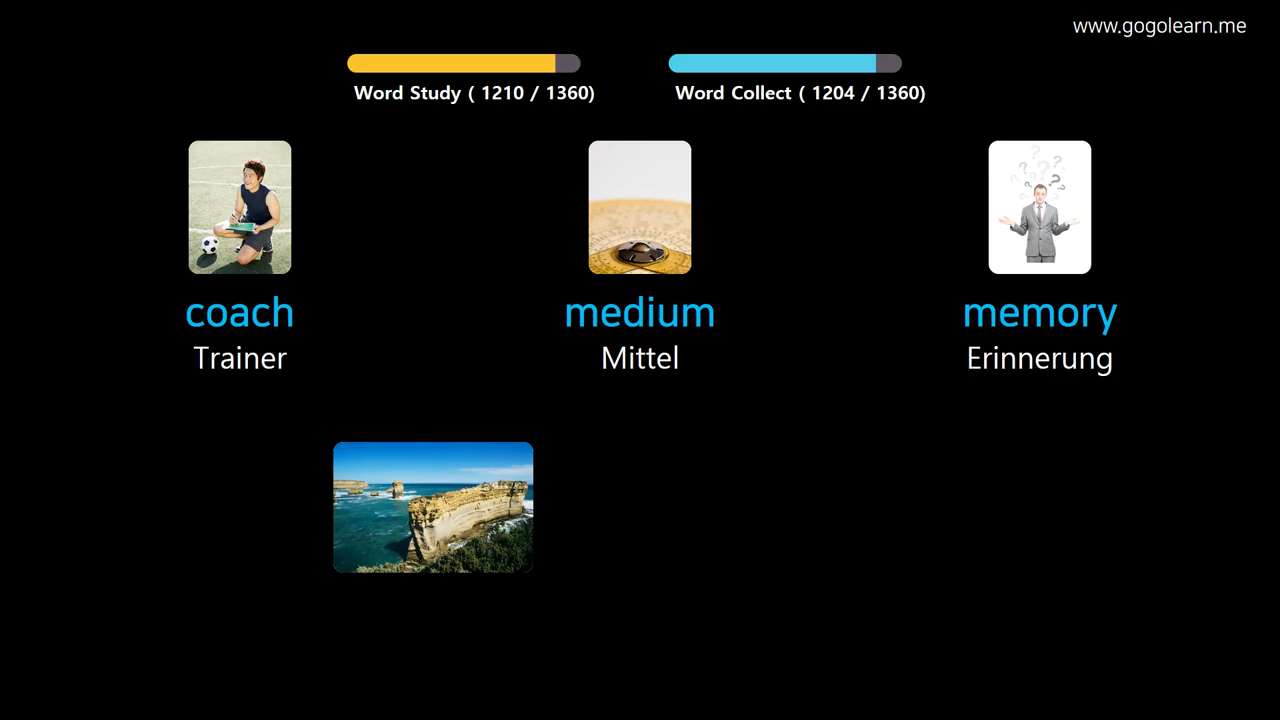 www.gogolearn.me
Word Study ( 1210 / 1360)
Word Collect ( 1204 / 1360)
coach
Trainer
medium
Mittel
memory
Erinnerung